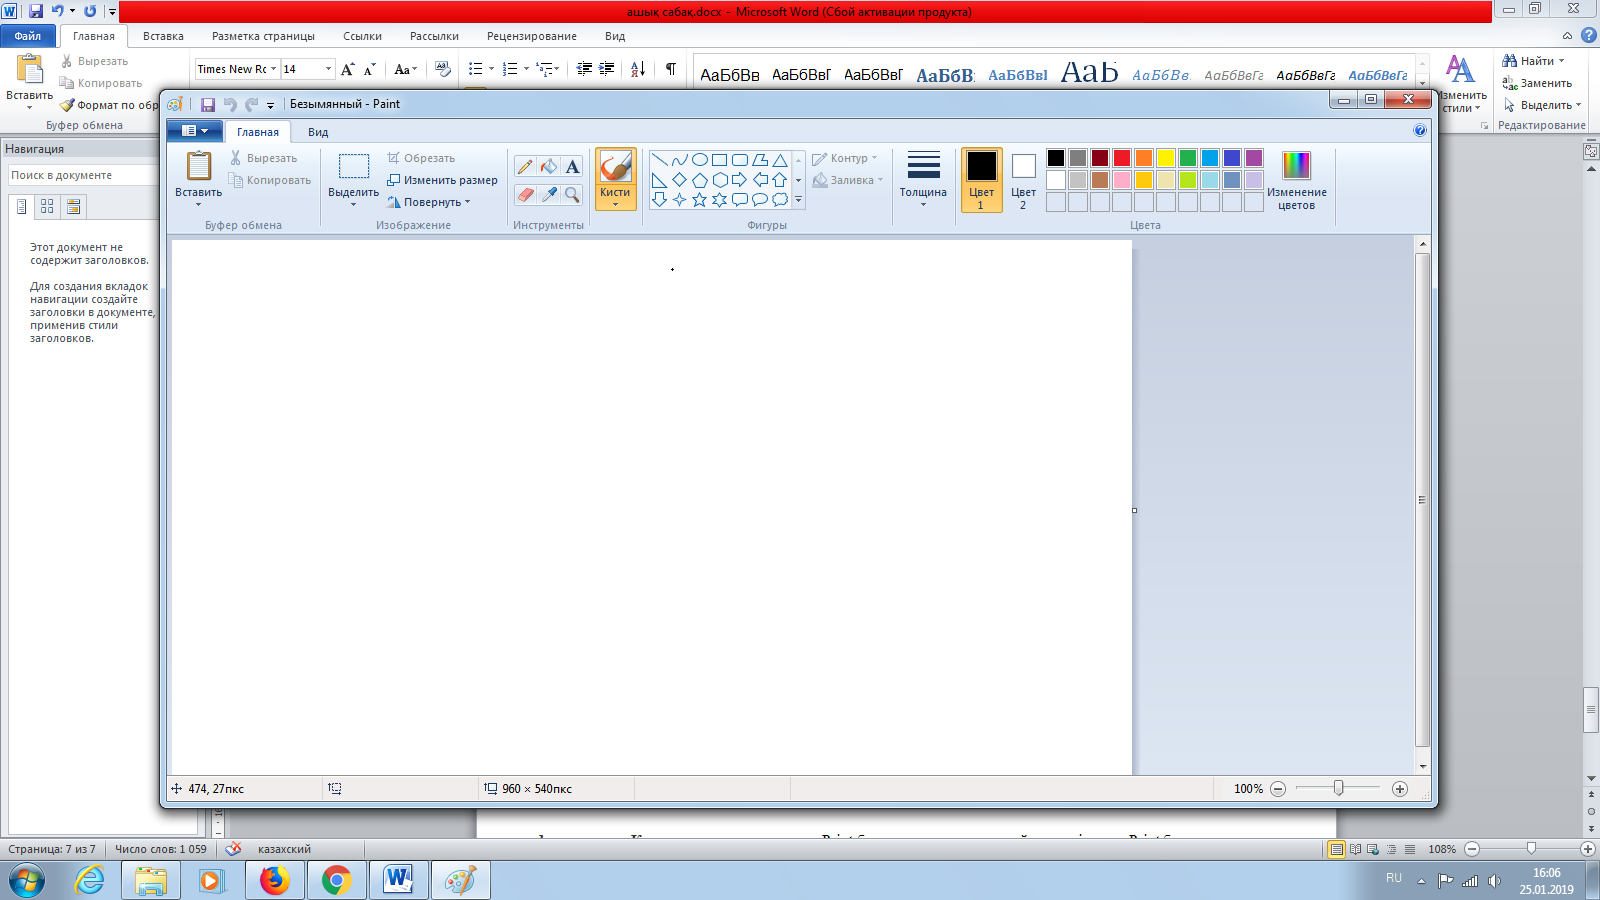 ашық сабақ.docx - Microsoft Word (Сбой активации продукта)
Файл Главная Вставка Разметка страницы Ссылки Рассылки Рецензирование Вид
Вставить
Вырезать
Копировать
Формат по обр
Буфер обмена
Times New Ro 14
АаБбВв АаБбВвГ АаБбВвГ АаБбВ АаБбВвІ АаБ АаБбВв. АаБбВвГг АаБбВвГг АаБбВвГг
Изменить
стили
Найти
Заменить
Выделить
Редактирование
Навигация
Поиск в документе
Этот документ не
содержит заголовков.
Для создания вкладок
навигации создайте
заголовки в документе,
применив стили
заголовков.
Безымянный - Paint
Главная Вид
Вставить
Вырезать
Копировать
Буфер обмена
Выделить
Обрезать
Изменить размер
Повернуть
Изображение
Инструменты
Кисти
Фигуры
Контур
Заливка
Толщина
Цвет
1
Цвет
2
Изменение
цветов
Цвета
474, 27пкс
960 × 540пкс
100%
Страница: 7 из 7 Число слов: 1 059 казахский
108%
RU
16:06
25.01.2019